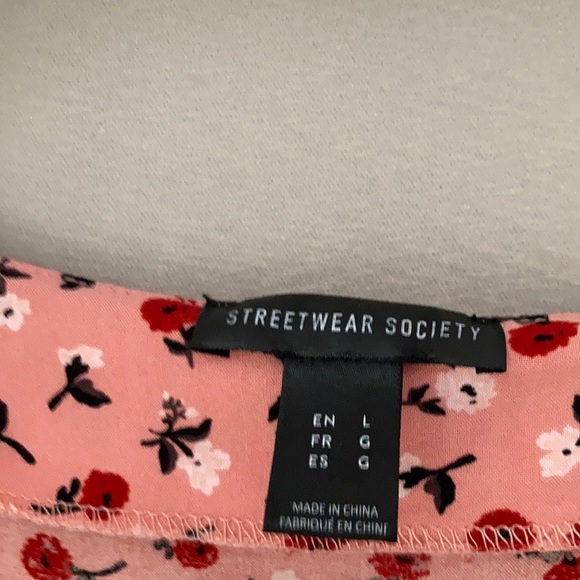 STREETWEAR SOCIETY
EN L
FR G
ES G
MADE IN CHINA
FABRIQUÉ EN CHINE